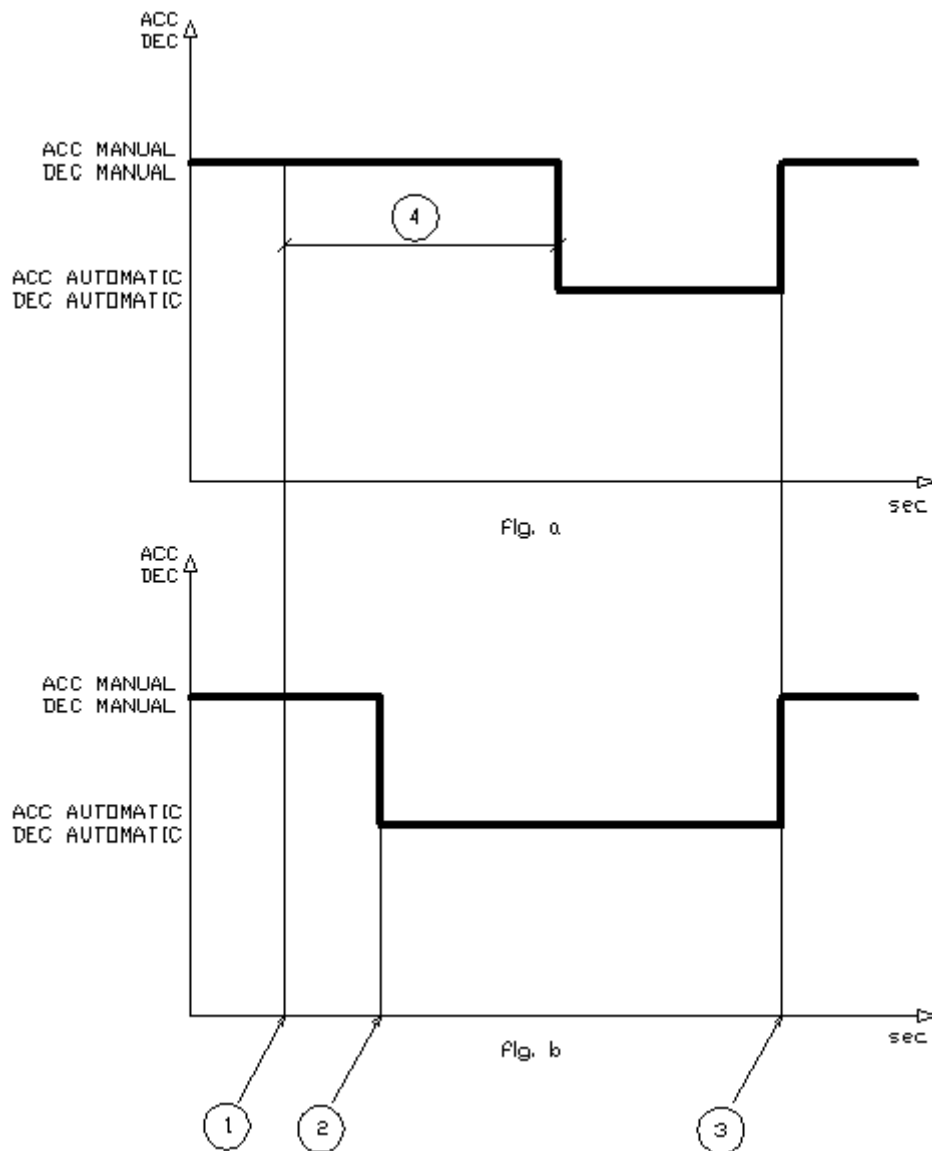 ACC
DEC
ACC MANUAL
DEC MANUAL
4
ACC AUTOMATIC
DEC AUTOMATIC
sec
fig. a
ACC
DEC
ACC MANUAL
DEC MANUAL
ACC AUTOMATIC
DEC AUTOMATIC
sec
fig. b
1
2
3